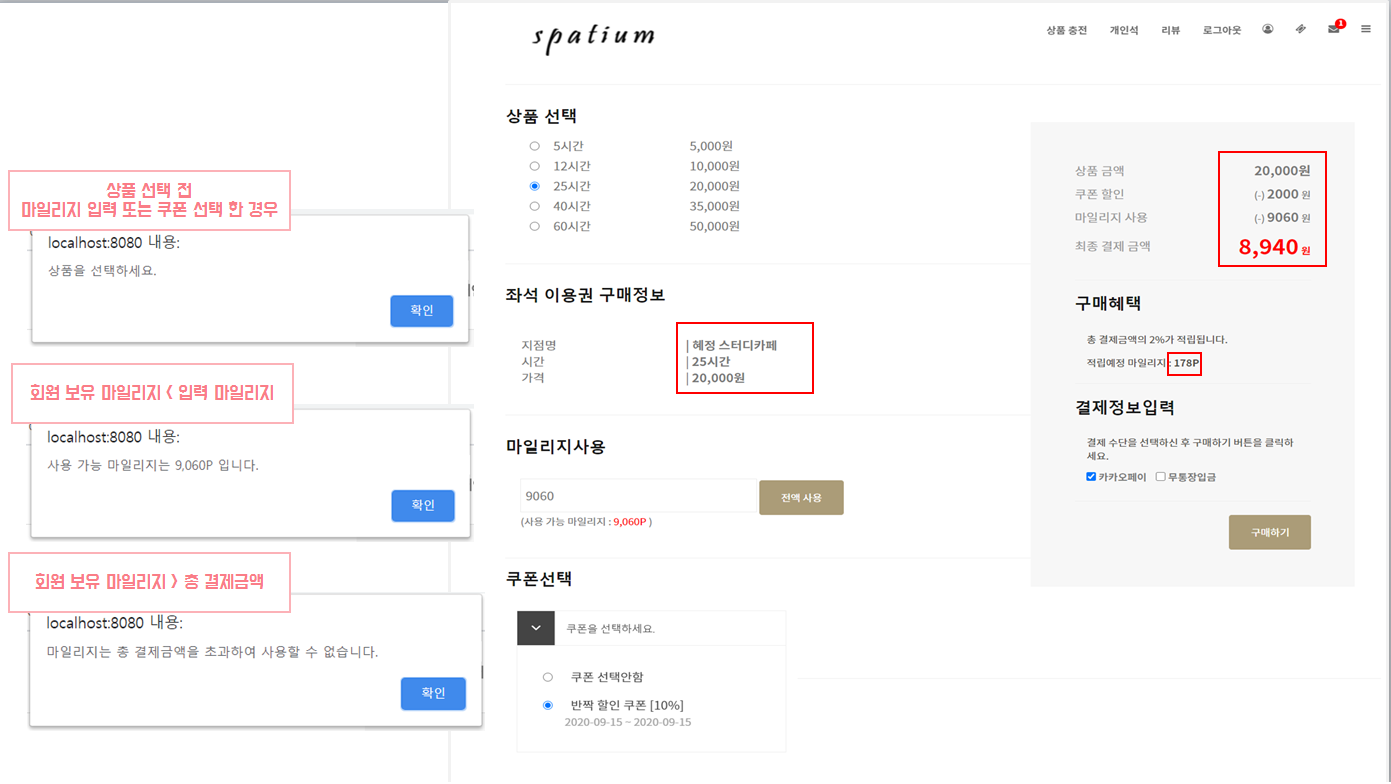 spatium
상품 충전 개인석 리뷰 로그아웃 1
상품 선택
5시간 5,000원
12시간 10,000원
25시간 20,000원
40시간 35,000원
60시간 50,000원
좌석 이용권 구매정보
지점명 | 혜정 스터디카페
시간 | 25시간
가격 | 20,000원
마일리지사용
9060 전액 사용
(사용 가능 마일리지 : 9,060P )
쿠폰선택
쿠폰을 선택하세요.
쿠폰 선택안함
반짝 할인 쿠폰 [10%]
2020-09-15 ~ 2020-09-15
상품 금액 20,000원
쿠폰 할인 (-) 2000 원
마일리지 사용 (-) 9060 원
최종 결제 금액 8,940 원
구매혜택
총 결제금액의 2%가 적립됩니다.
적립예정 마일리지 : 178P
결제정보입력
결제 수단을 선택하신 후 구매하기 버튼을 클릭하
세요.
카카오페이 무통장입금
구매하기
상품 선택 전
마일리지 입력 또는 쿠폰 선택 한 경우
localhost:8080 내용:
상품을 선택하세요.
확인
회원 보유 마일리지 < 입력 마일리지
localhost:8080 내용:
사용 가능 마일리지는 9,060P 입니다.
확인
회원 보유 마일리지 > 총 결제금액
localhost:8080 내용:
마일리지는 총 결제금액을 초과하여 사용할 수 없습니다.
확인